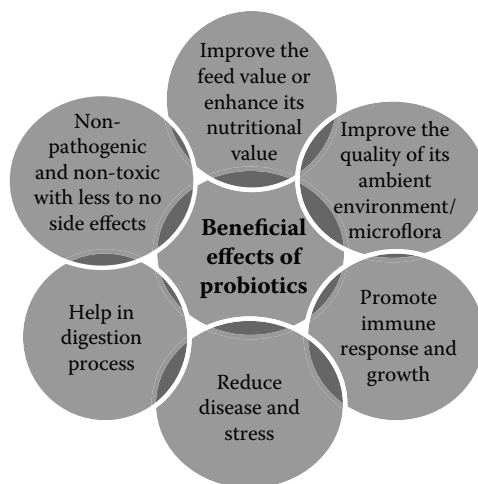 Improve the
feed value or
enhance its
nutritional
value
Improve the
quality of its
ambient
environment/
microflora
Promote
immune
response and
growth
Reduce
disease and
stress
Help in
digestion
process
Non-
pathogenic
and non-toxic
with less to no
side effects
Beneficial
effects of
probiotics